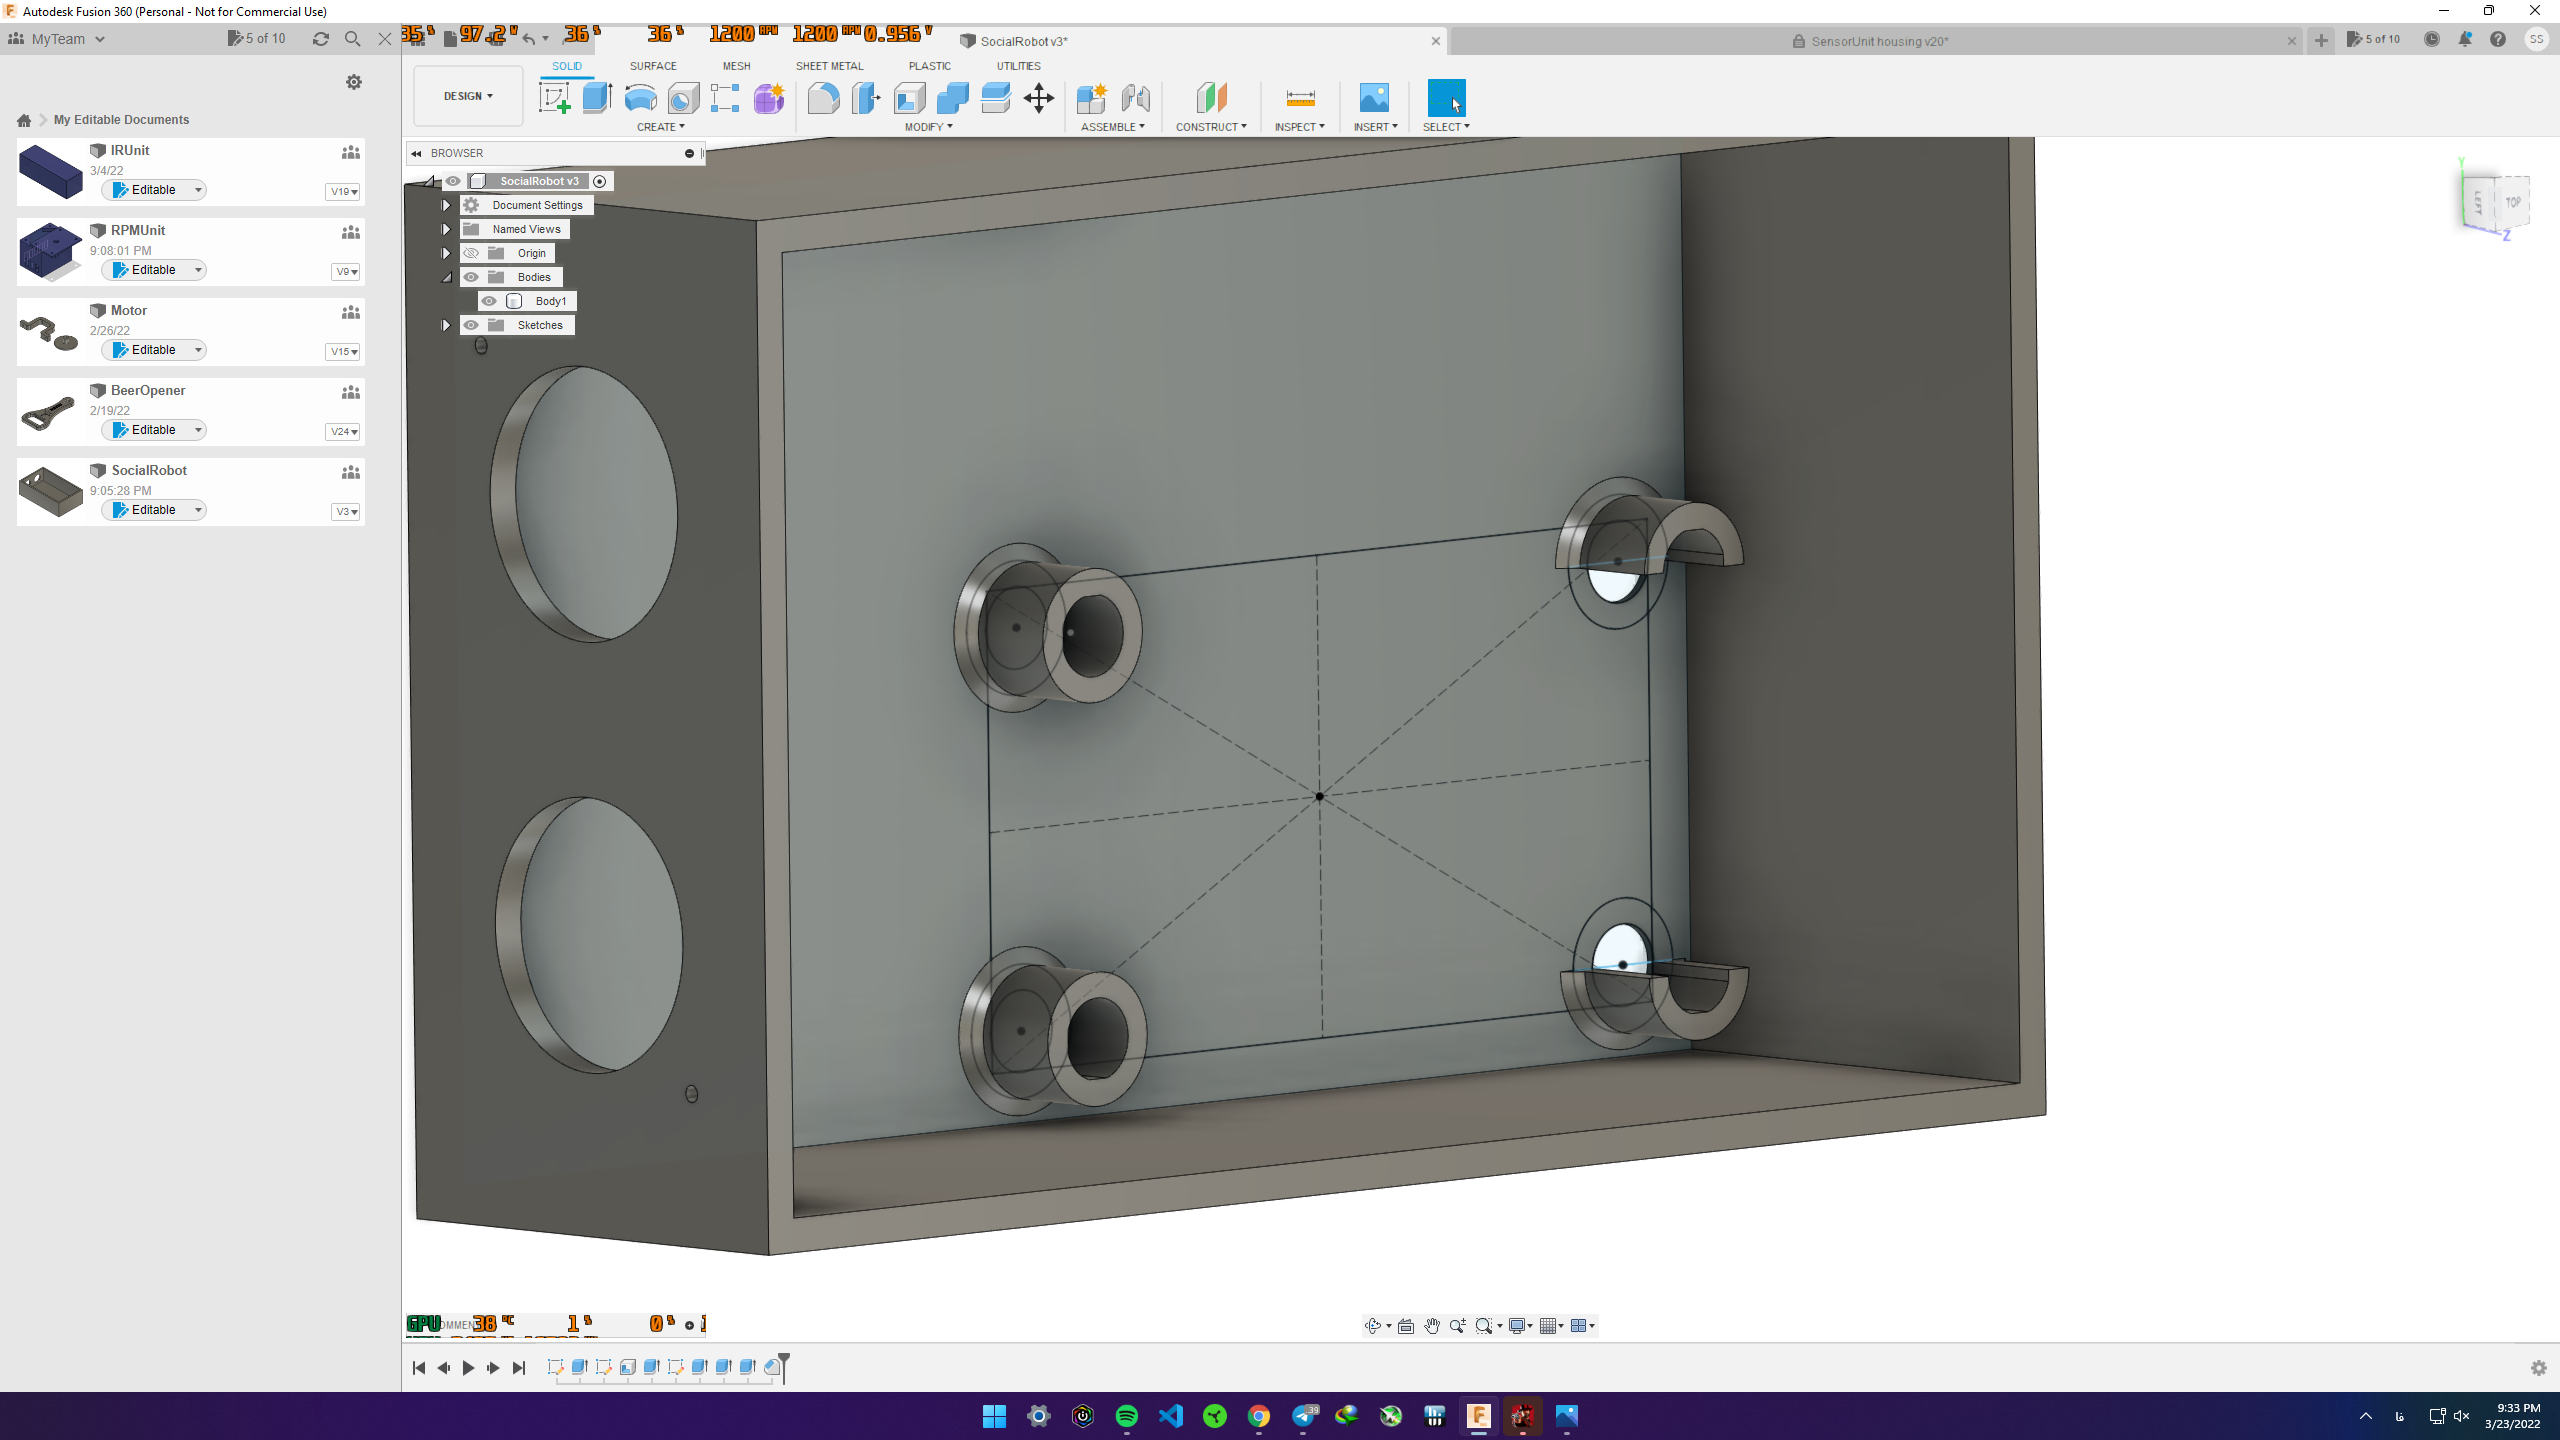 Autodesk Fusion 360 (Personal - Not for Commercial Use)
MyTeam
5 of 10
35 % 97.2 W 36 % 36 % 1200 RPM 1200 RPM 0.956 V
SocialRobot v3*
SensorUnit housing v20*
5 of 10
SS
SOLID
SURFACE
MESH
SHEET METAL
PLASTIC
UTILITIES
DESIGN
CREATE
MODIFY
ASSEMBLE
CONSTRUCT
INSPECT
INSERT
SELECT
My Editable Documents
IRUnit
3/4/22
Editable
V19
RPMUnit
9:08:01 PM
Editable
V9
Motor
2/26/22
Editable
V15
BeerOpener
2/19/22
Editable
V24
SocialRobot
9:05:28 PM
Editable
V3
BROWSER
SocialRobot v3
Document Settings
Named Views
Origin
Bodies
Body1
Sketches
Y
LEFT
TOP
Z
GPU 38 °C 1 % 0 %
39
فا
9:33 PM
3/23/2022